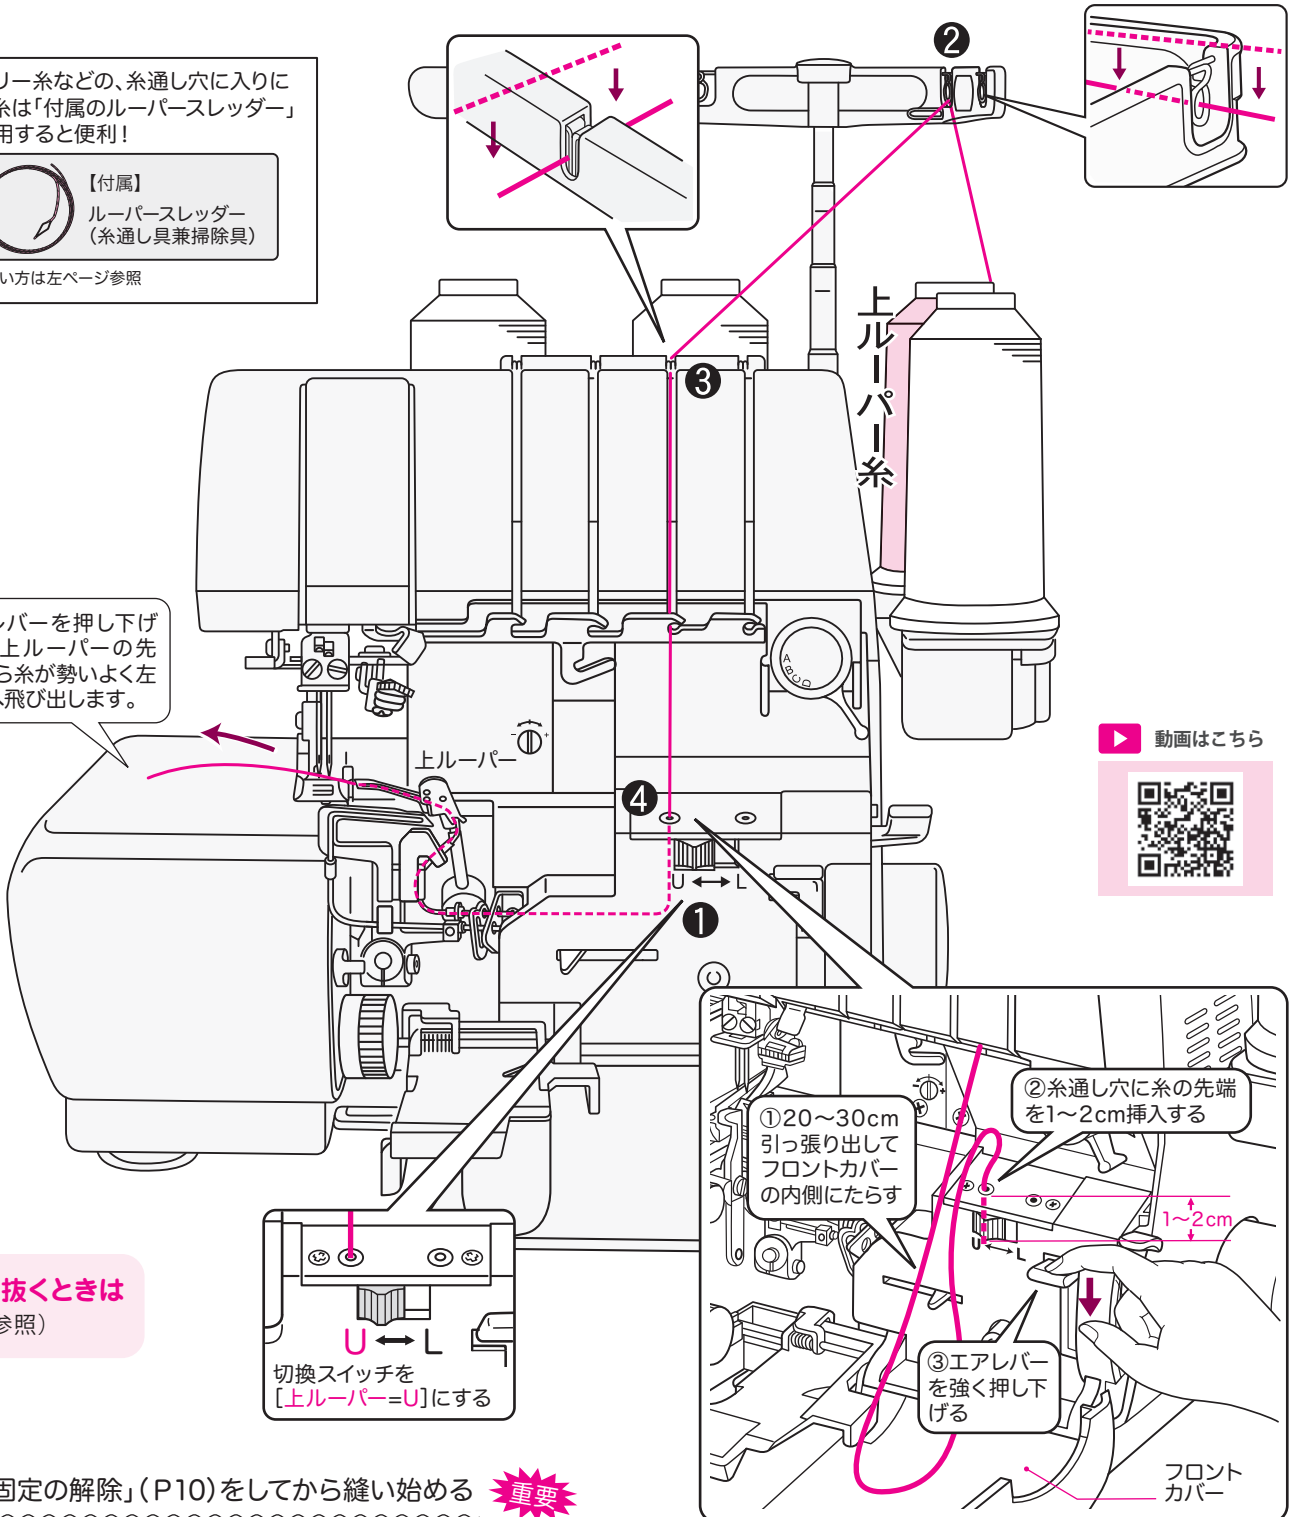 リー糸などの、糸通し穴に入りに
糸は「付属のルーパースレッダー」
用すると便利!
【付属】
ルーパースレッダー
（糸通し具兼掃除具）
い方は左ページ参照
❷
❸
上ルーパー糸
レバーを押し下げ
上ルーパーの先
ら糸が勢いよく左
へ飛び出します。
A
B
C
D
- +
上ルーパー
❹
U ↔ L
❶
動画はこちら
①20〜30cm
引っ張り出して
フロントカバー
の内側にたらす
②糸通し穴に糸の先端
を1〜2cm挿入する
- +
1〜2cm
U ↔ L
③エアレバー
を強く押し下
げる
フロント
カバー
U ↔ L
切換スイッチを
[上ルーパー=U]にする
抜くときは
参照）
固定の解除」(P10)をしてから縫い始める
重要